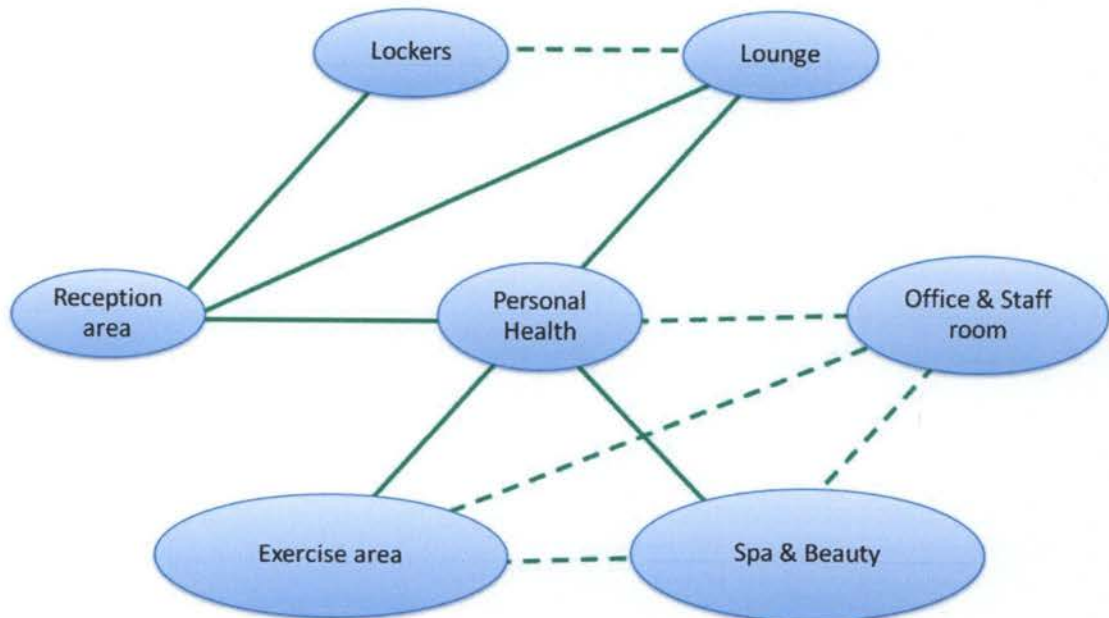 Lockers
Lounge
Reception
area
Personal
Health
Office & Staff
room
Exercise area
Spa & Beauty